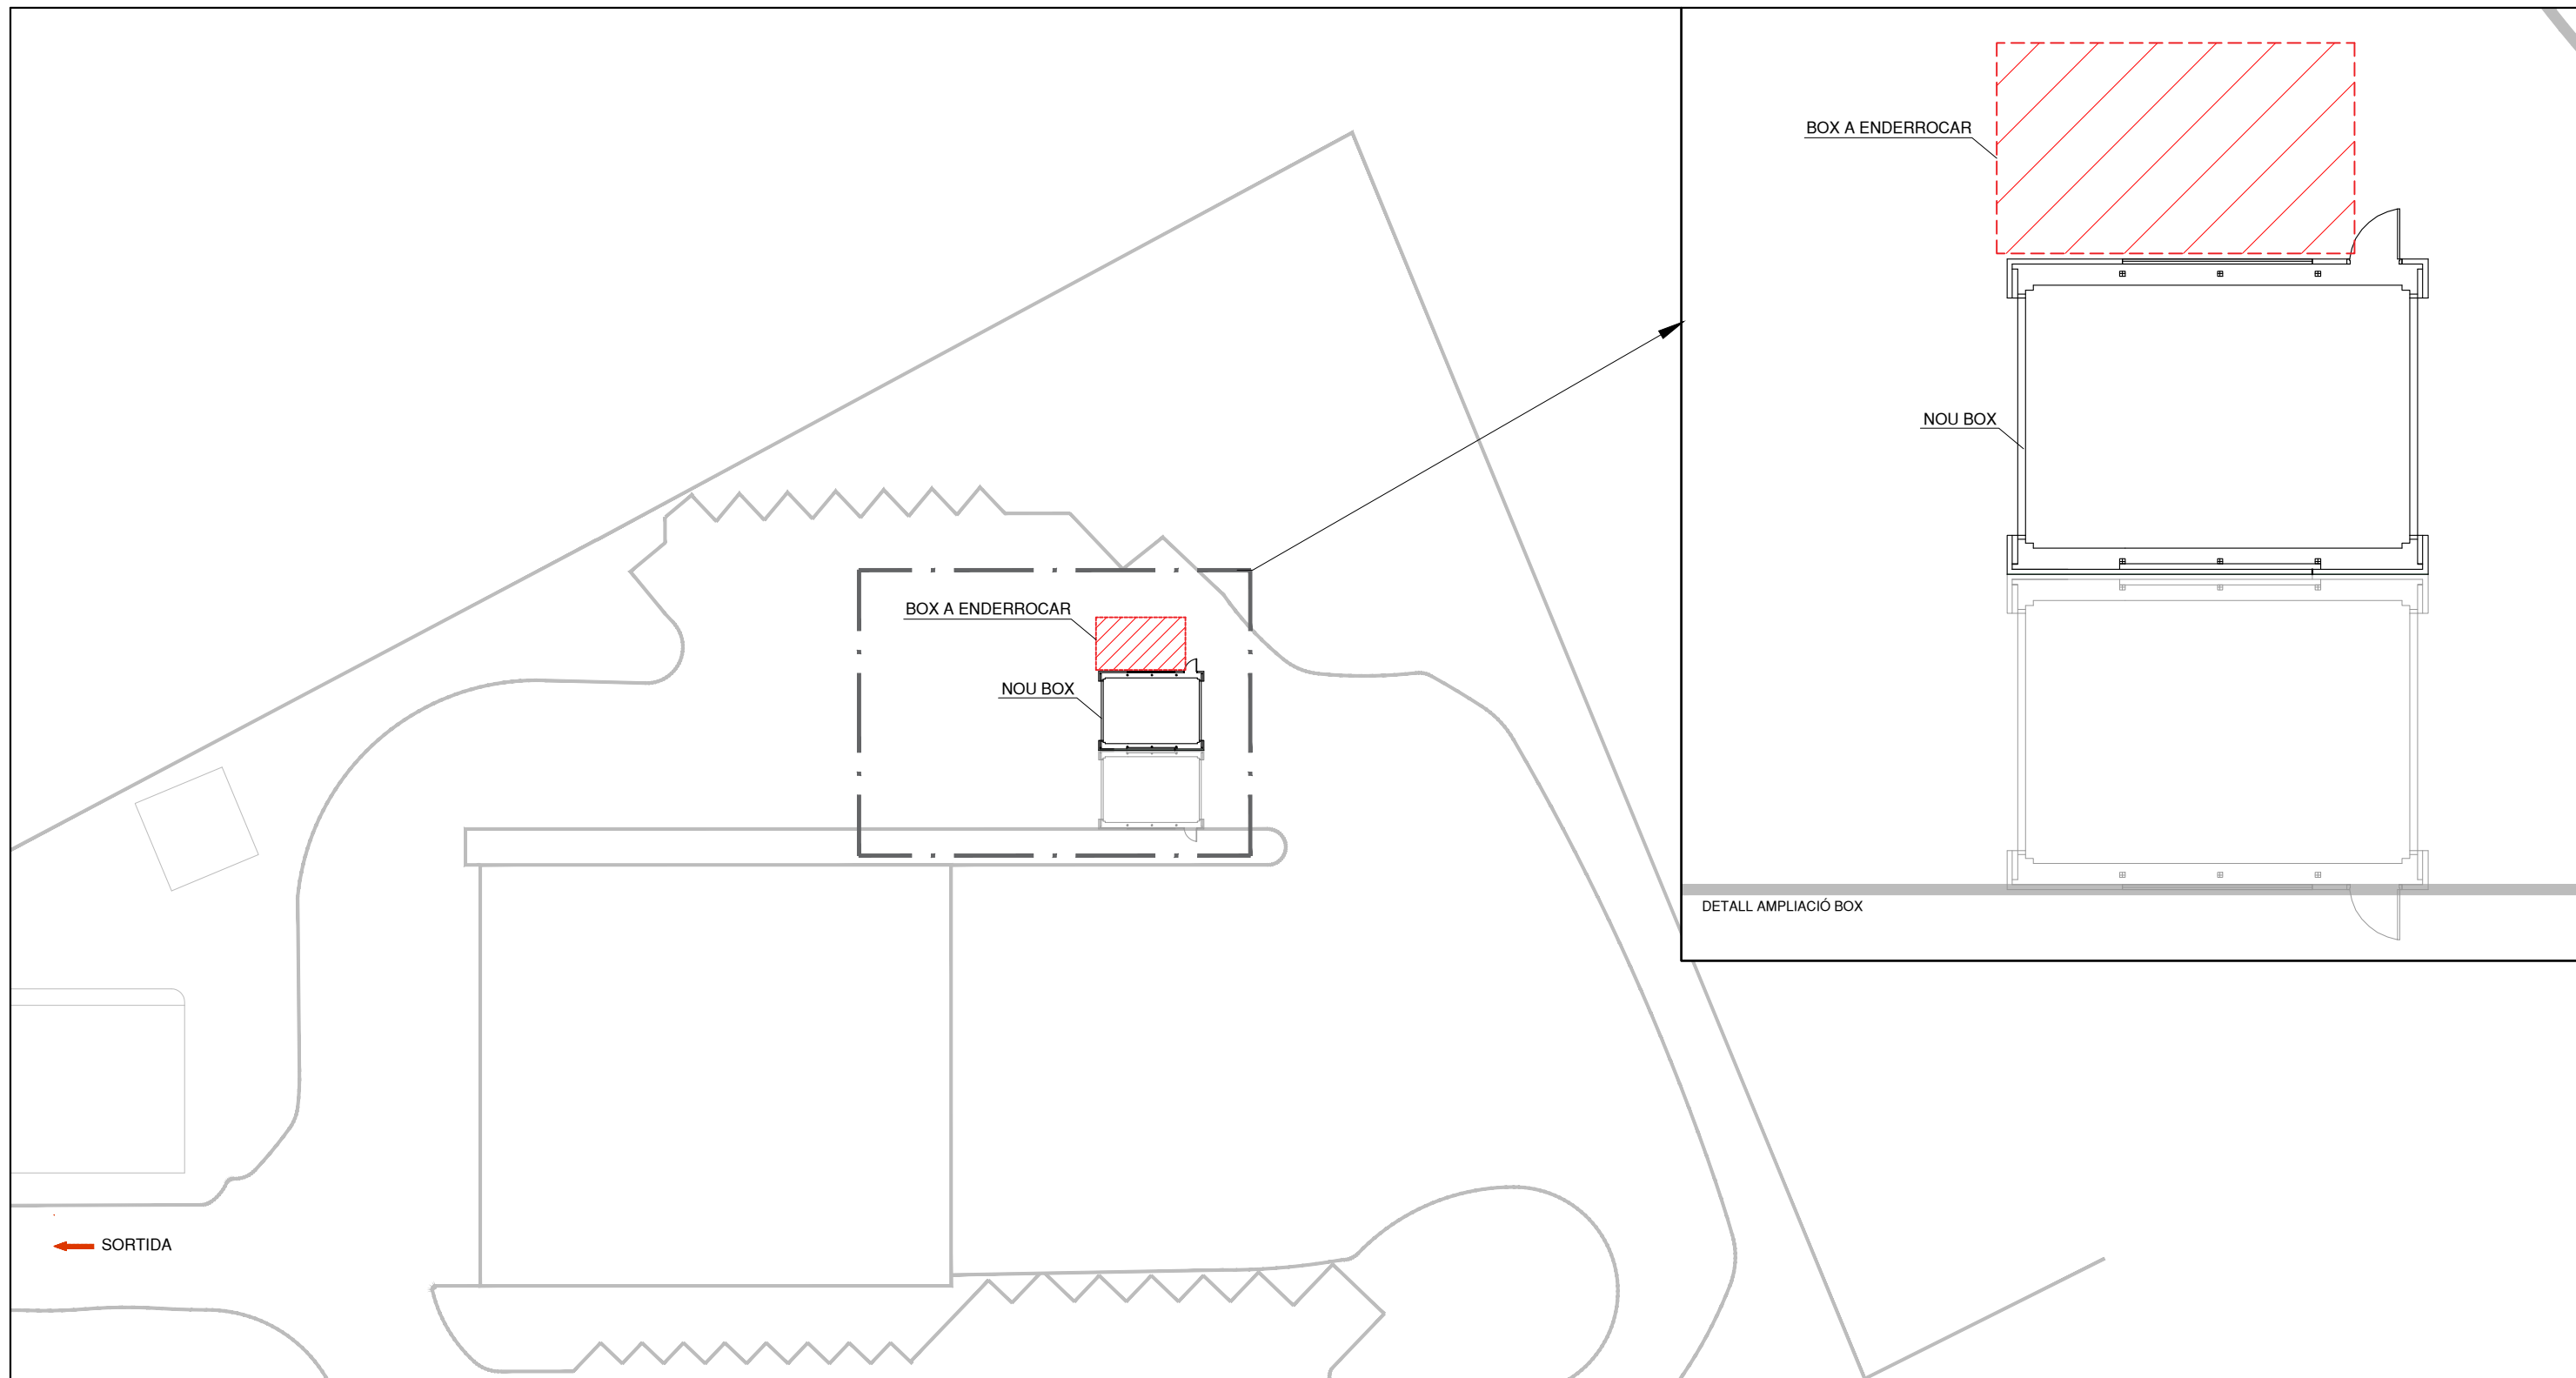 BOX A ENDERROCAR
NOU BOX
DETALL AMPLIACIÓ BOX
BOX A ENDERROCAR
NOU BOX
SORTIDA